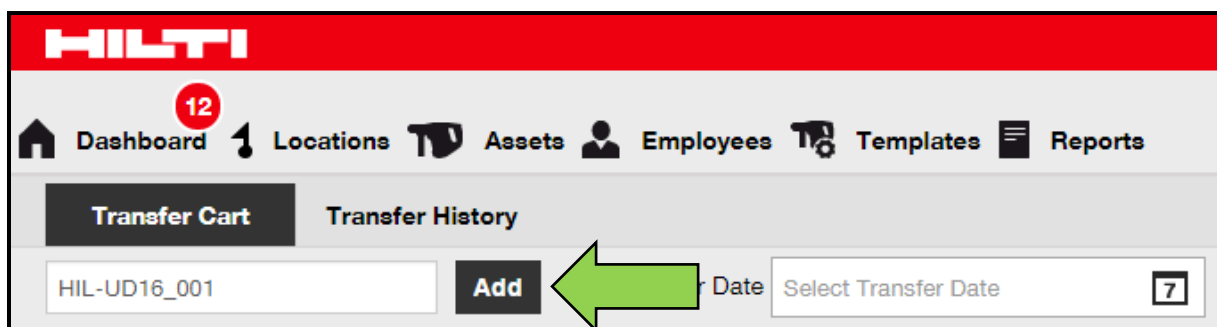 HILTI
12
Dashboard Locations Assets Employees Templates Reports
Transfer Cart Transfer History
HIL-UD16_001 Add Date Select Transfer Date 7